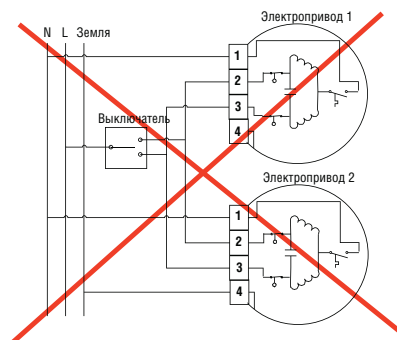 Электропривод 1
N L Земля
1
2
3
4
Выключатель
Электропривод 2
1
2
3
4